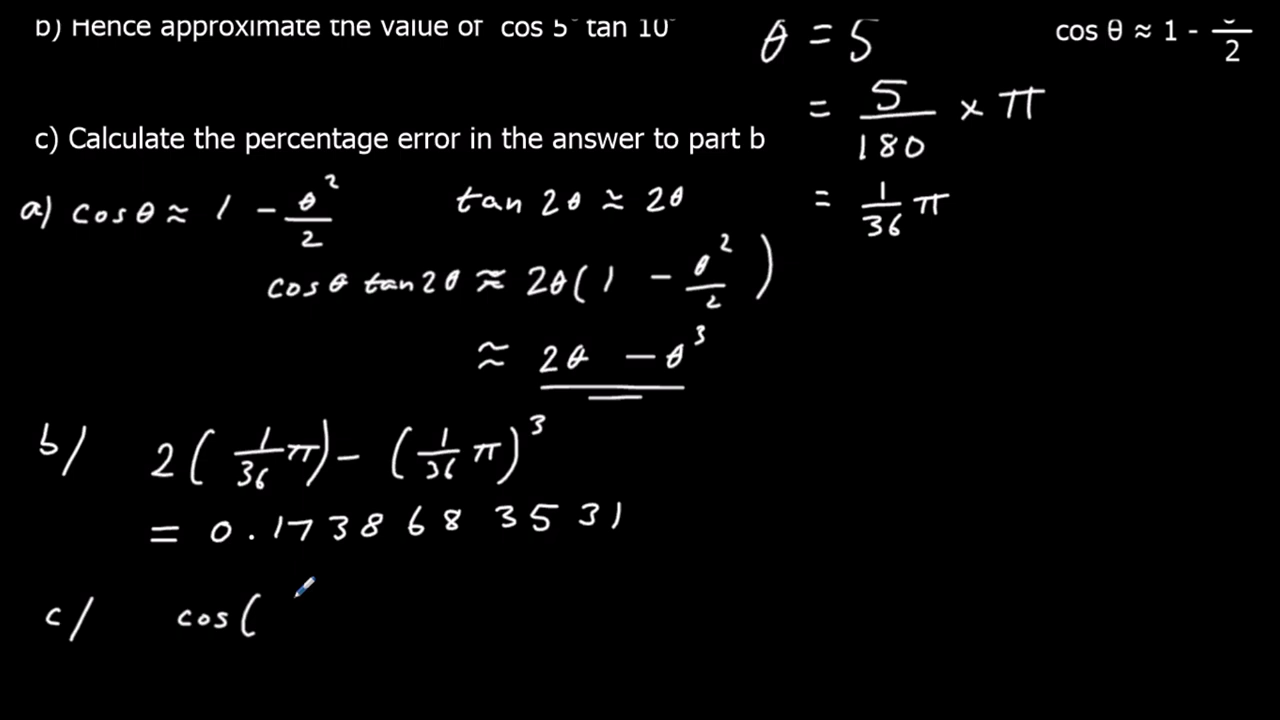 b) Hence approximate the value of cos 5° tan 10°
θ = 5
cos θ ≈ 1 - θ²/2
= 5/180 × π
c) Calculate the percentage error in the answer to part b
= 1/36 π
a) cos θ ≈ 1 - θ²/2
tan 2θ ≈ 2θ
cos θ tan 2θ ≈ 2θ(1 - θ²/2)
≈ 2θ - θ³
b/ 2(1/36 π) - (1/36 π)³
= 0.1738683531
c/ cos(